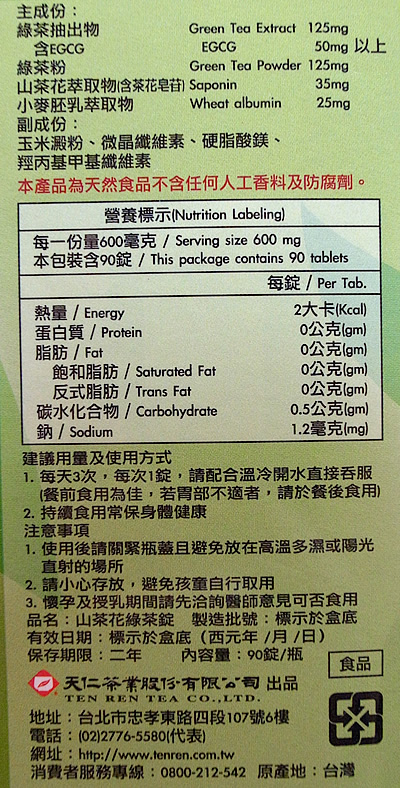 主成份：
綠茶抽出物 Green Tea Extract 125mg
含EGCG EGCG 50mg 以上
綠茶粉 Green Tea Powder 125mg
山茶花萃取物(含茶花皂苷) Saponin 35mg
小麥胚乳萃取物 Wheat albumin 25mg
副成份：
玉米澱粉、微晶纖維素、硬脂酸鎂、
羥丙基甲基纖維素
本產品為天然食品不含任何人工香料及防腐劑。
營養標示(Nutrition Labeling)
每一份量600毫克 / Serving size 600 mg
本包裝含90錠 / This package contains 90 tablets
每錠 / Per Tab.
熱量 / Energy 2大卡(Kcal)
蛋白質 / Protein 0公克(gm)
脂肪 / Fat 0公克(gm)
飽和脂肪 / Saturated Fat 0公克(gm)
反式脂肪 / Trans Fat 0公克(gm)
碳水化合物 / Carbohydrate 0.5公克(gm)
鈉 / Sodium 1.2毫克(mg)
建議用量及使用方式
1. 每天3次，每次1錠，請配合溫冷開水直接吞服
(餐前食用為佳，若胃部不適者，請於餐後食用)
2. 持續食用常保身體健康
注意事項
1. 使用後請關緊瓶蓋且避免放在高溫多濕或陽光
直射的場所
2. 請小心存放，避免孩童自行取用
3. 懷孕及授乳期間請先洽詢醫師意見可否食用
品名：山茶花綠茶錠 製造批號：標示於盒底
有效日期：標示於盒底（西元年 /月 /日）
保存期限：二年 內容量：90錠/瓶
食品
天仁茶業股份有限公司 出品
TEN REN TEA CO.,LTD.
地址：台北市忠孝東路四段107號6樓
電話：(02)2776-5580(代表)
網址：http://www.tenren.com.tw
消費者服務專線：0800-212-542 原產地：台灣